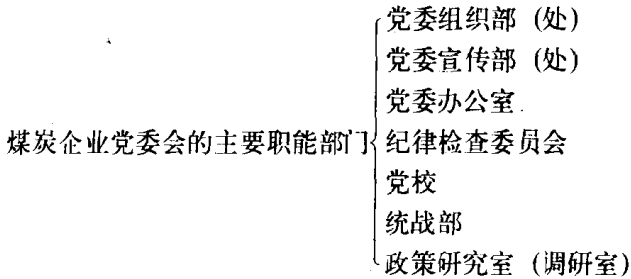 党委组织部（处）
党委宣传部（处）
党委办公室
煤炭企业党委会的主要职能部门 纪律检查委员会
党校
统战部
政策研究室（调研室）